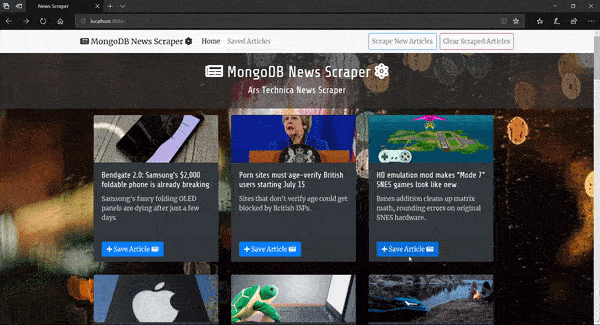 News Scraper
localhost
MongoDB News Scraper
Home
Saved Articles
Scrape New Articles
Clear Scraped Articles
MongoDB News Scraper
Ars Technica News Scraper
Bendgate 2.0: Samsung's $2,000
foldable phone is already breaking
Samsung's fancy folding OLED
panels are dying after just a few
days.
+ Save Article
Porn sites must age-verify British
users starting July 15
Sites that don't verify age could get
blocked by British ISPs.
+ Save Article
HD emulation mod makes "Mode 7"
SNES games look like new
Bsnes addition cleans up matrix
math, rounding errors on original
SNES hardware.
+ Save Article